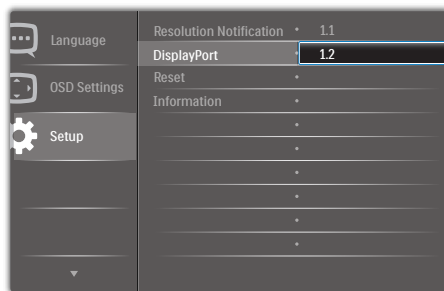 Language
OSD Settings
Setup
Resolution Notification • 1.1
DisplayPort • 1.2
Reset •
Information •
•
•
•
•
•
•